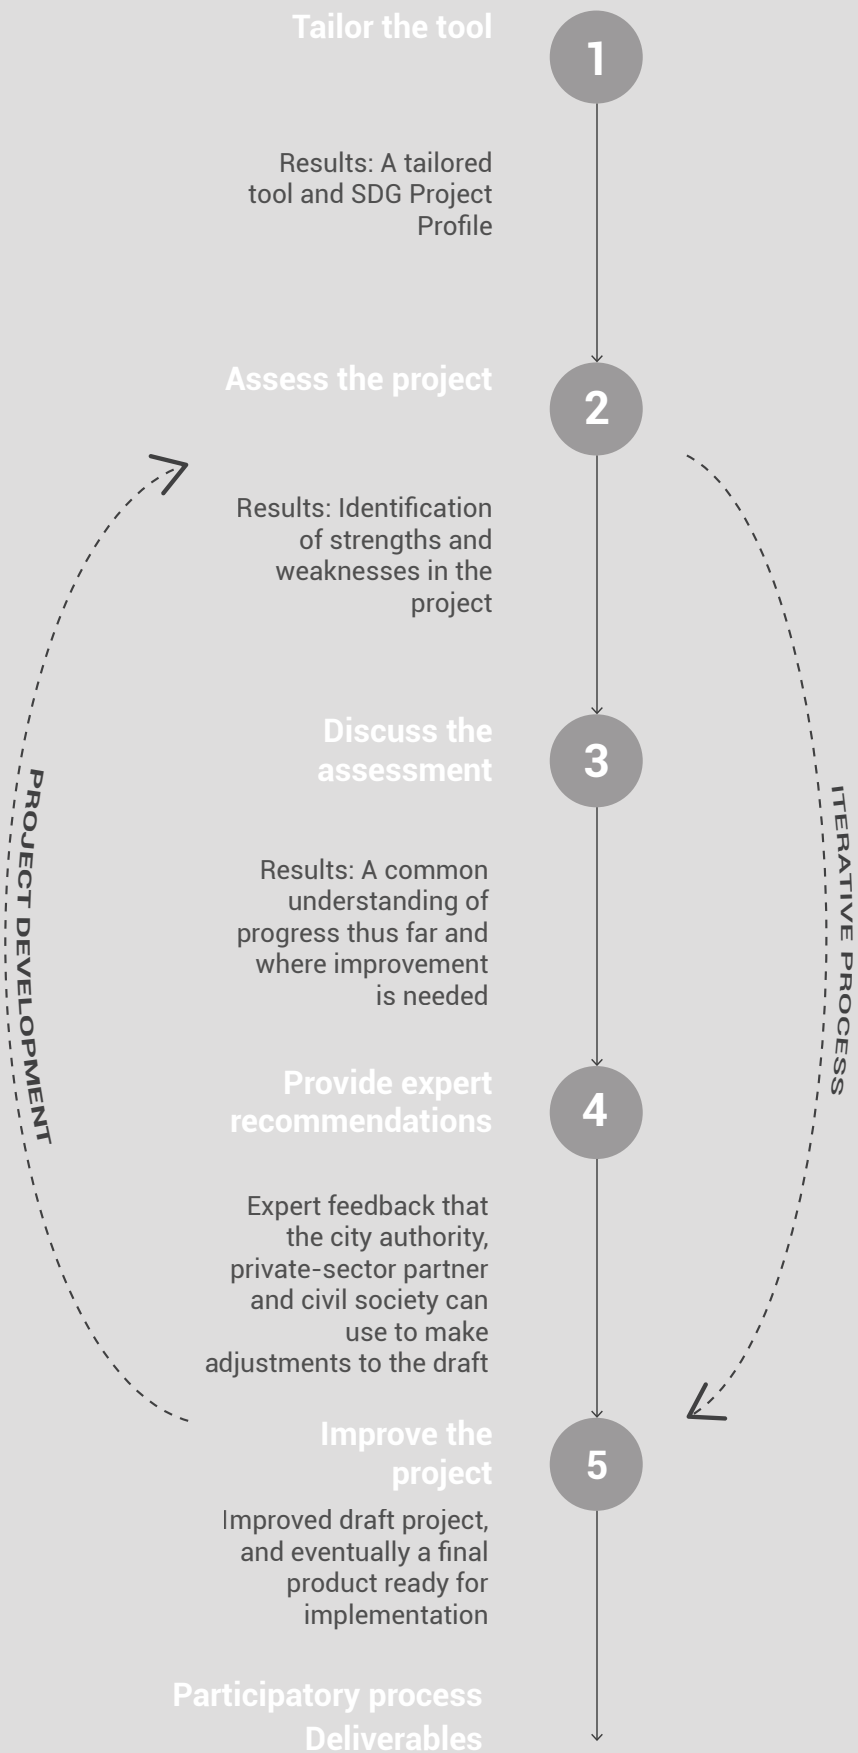 Tailor the tool
1
Results: A tailored
tool and SDG Project
Profile
Assess the project
2
Results: Identification
of strengths and
weaknesses in the
project
Discuss the
assessment
3
PROJECT DEVELOPMENT
ITERATIVE PROCESS
Results: A common
understanding of
progress thus far and
where improvement
is needed
Provide expert
recommendations
4
Expert feedback that
the city authority,
private-sector partner
and civil society can
use to make
adjustments to the draft
Improve the
project
5
Improved draft project,
and eventually a final
product ready for
implementation
Participatory process
Deliverables